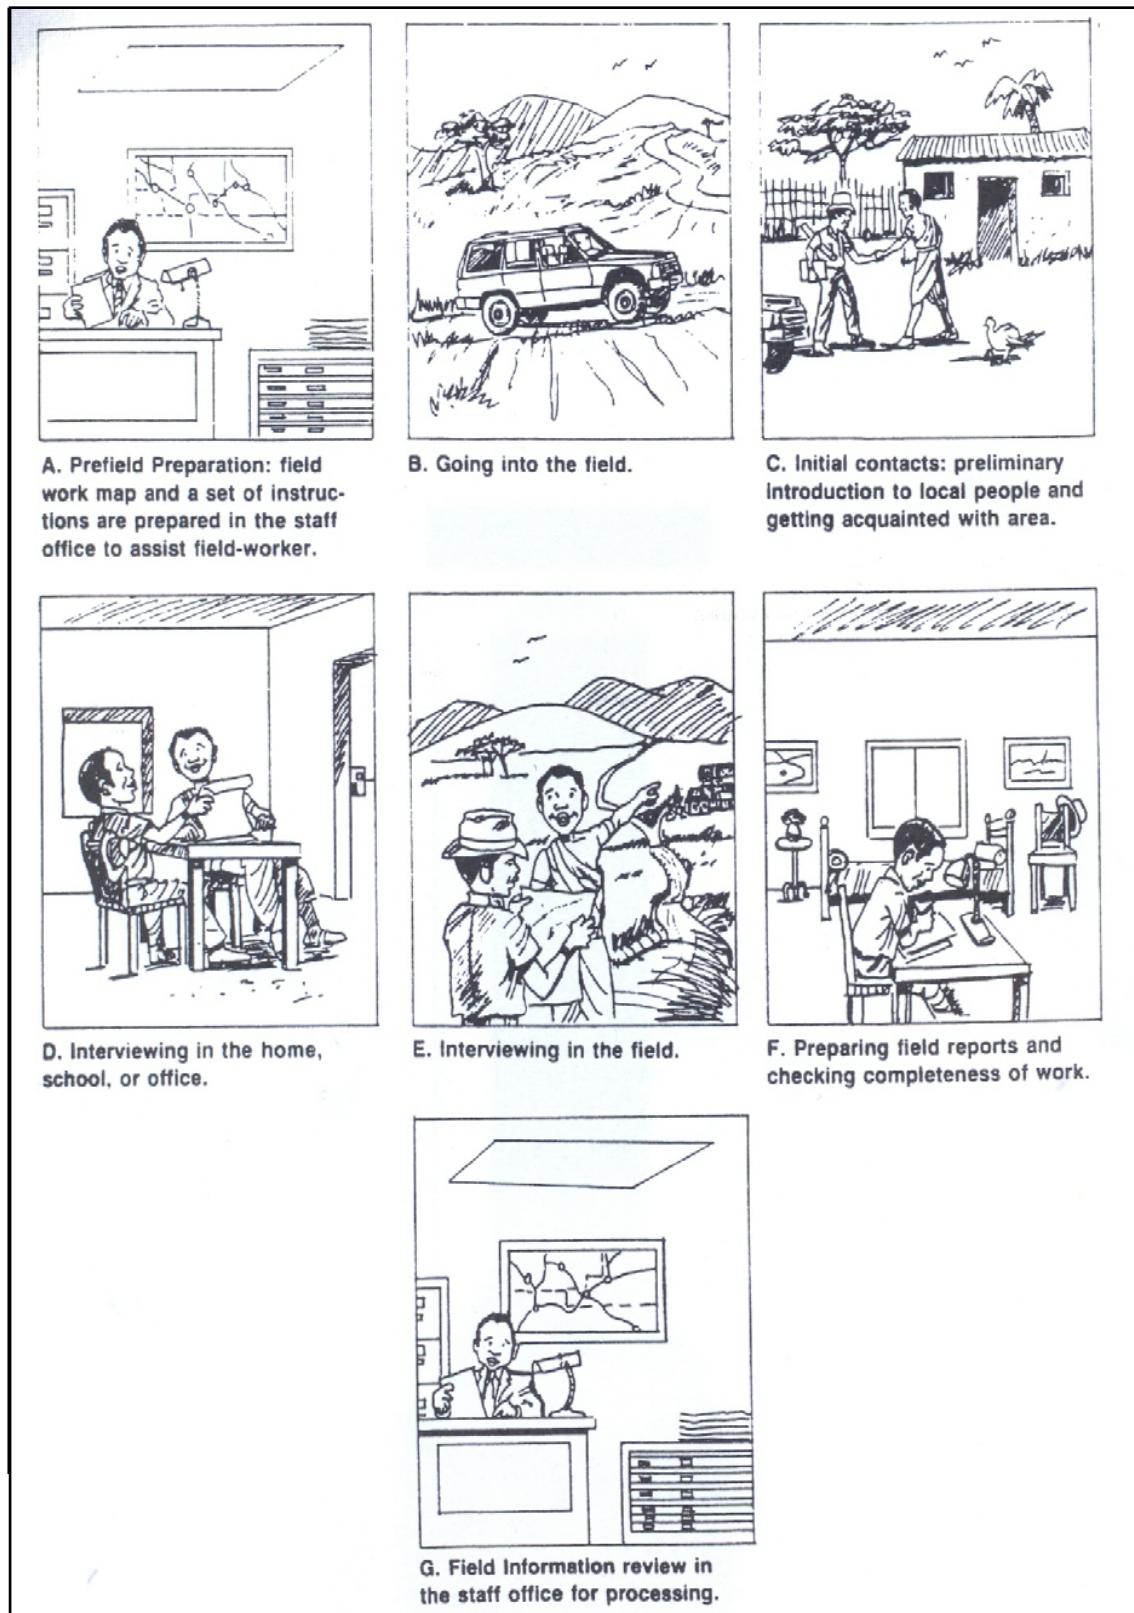 A. Prefield Preparation: field
work map and a set of instruc-
tions are prepared in the staff
office to assist field-worker.
B. Going into the field.
C. Initial contacts: preliminary
introduction to local people and
getting acquainted with area.
D. Interviewing in the home,
school, or office.
E. Interviewing in the field.
F. Preparing field reports and
checking completeness of work.
G. Field Information review in
the staff office for processing.